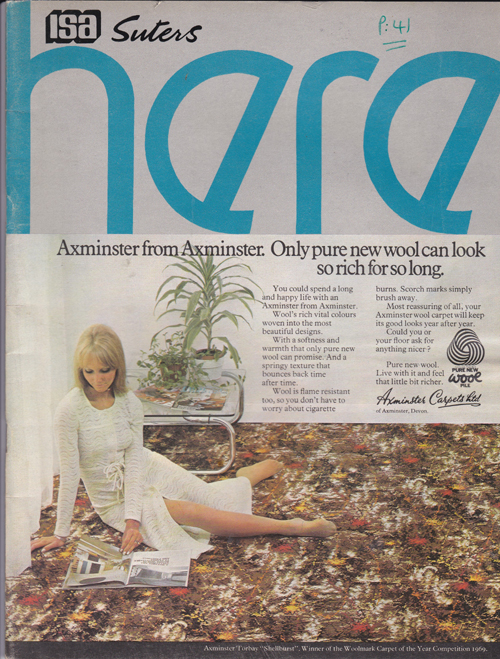 ISA Suters
P: 41
here
Axminster from Axminster. Only pure new wool can look
so rich for so long.
You could spend a long
and happy life with an
Axminster from Axminster.
Wool's rich vital colours
woven into the most
beautiful designs.
With a softness and
warmth that only pure new
wool can promise. And a
springy texture that
bounces back time
after time.
Wool is flame resistant
too, so you don't have to
worry about cigarette
burns. Scorch marks simply
brush away.
Most reassuring of all, your
Axminster wool carpet will keep
its good looks year after year.
Could you or
your floor ask for
anything nicer?
Pure new wool.
Live with it and feel
that little bit richer.
PURE NEW
WOOL
PILE
Axminster Carpets Ltd
of Axminster, Devon.
Axminster Torbay "Shellburst". Winner of the Woolmark Carpet of the Year Competition 1969.